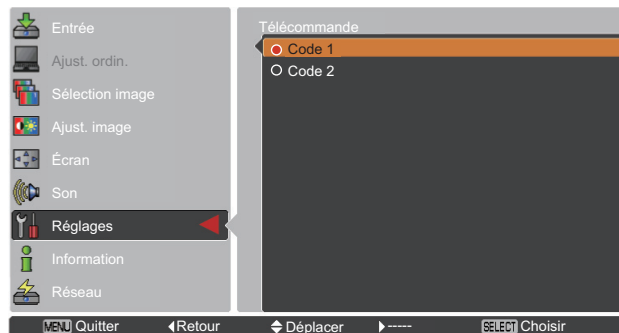 Entrée
Ajust. ordin.
Sélection image
Ajust. image
Écran
Son
Réglages
Information
Réseau
Télécommande
Code 1
Code 2
MENU Quitter Retour Déplacer ----- SELECT Choisir